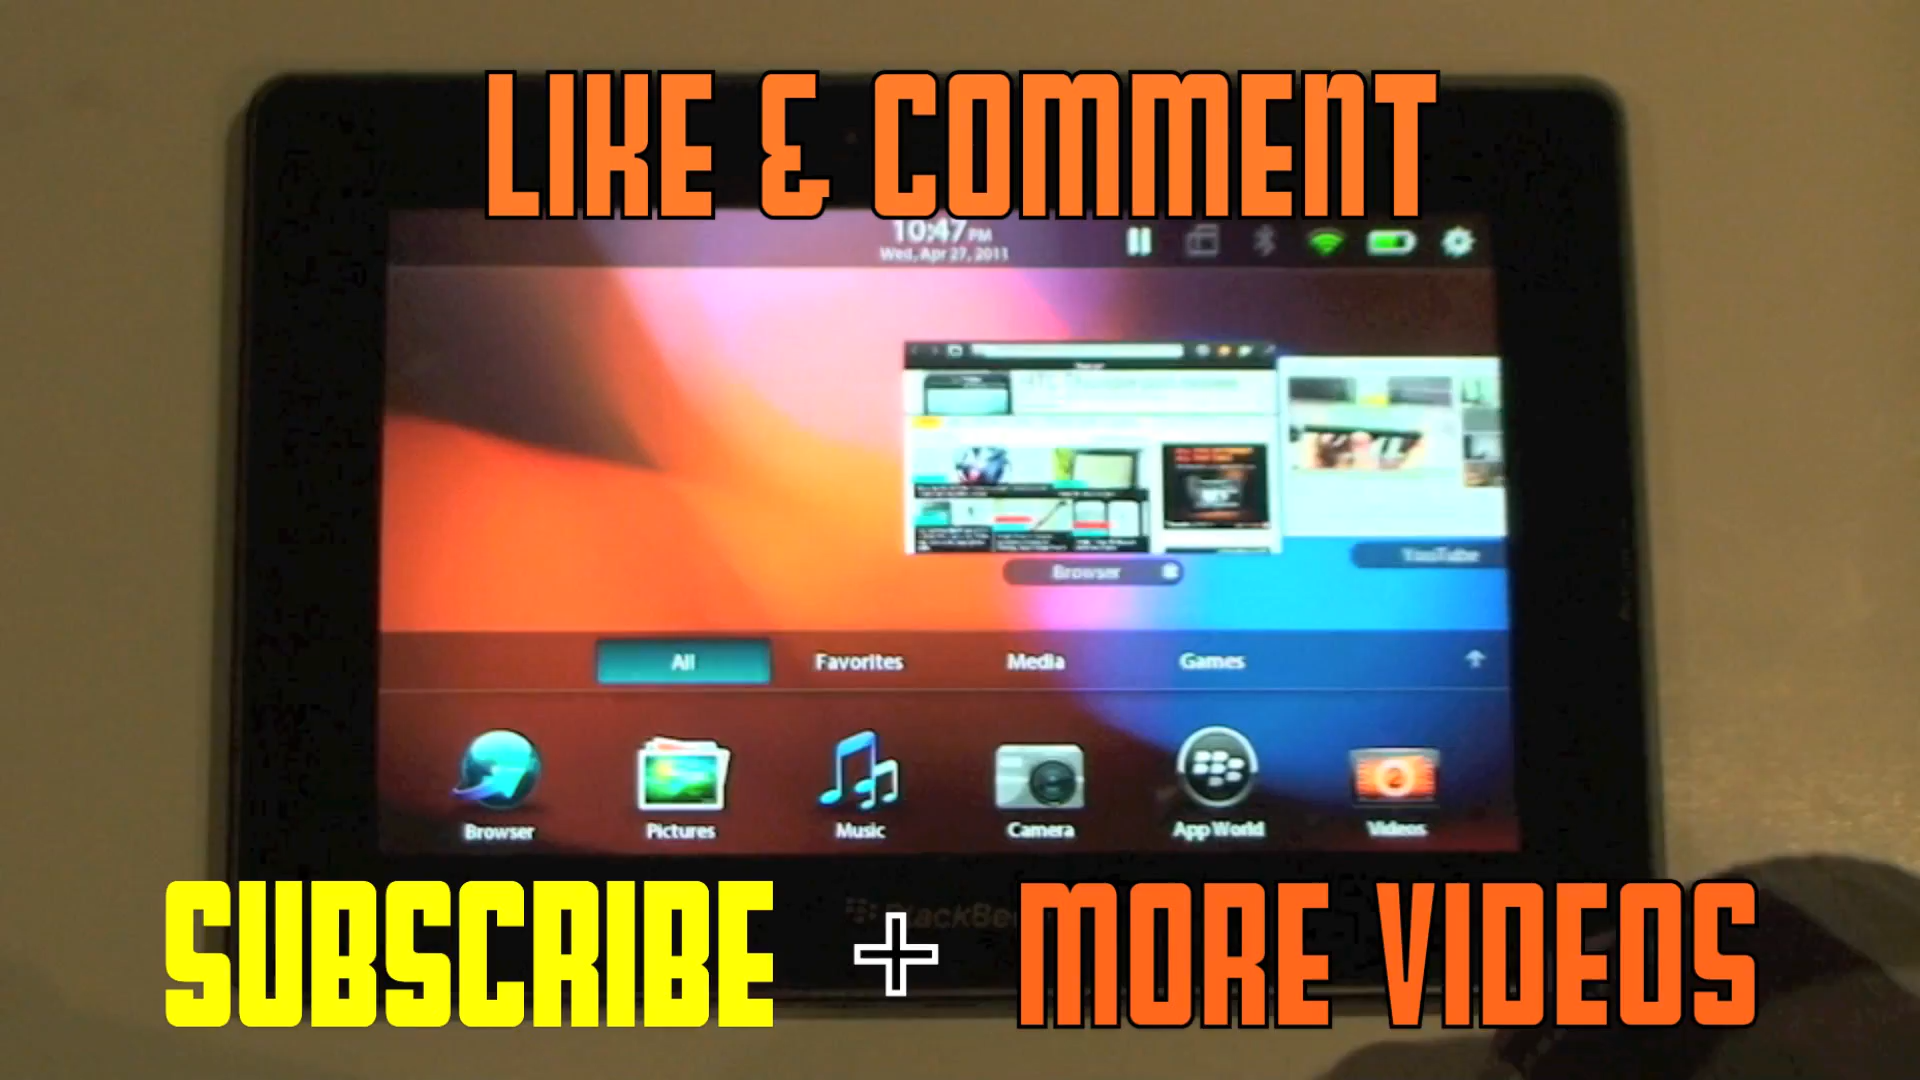 LIKE & COMMENT
10:47 PM
Wed, Apr 27, 2011
Browser
YouTube
All Favorites Media Games
Browser Pictures Music Camera App World Videos
SUBSCRIBE + MORE VIDEOS